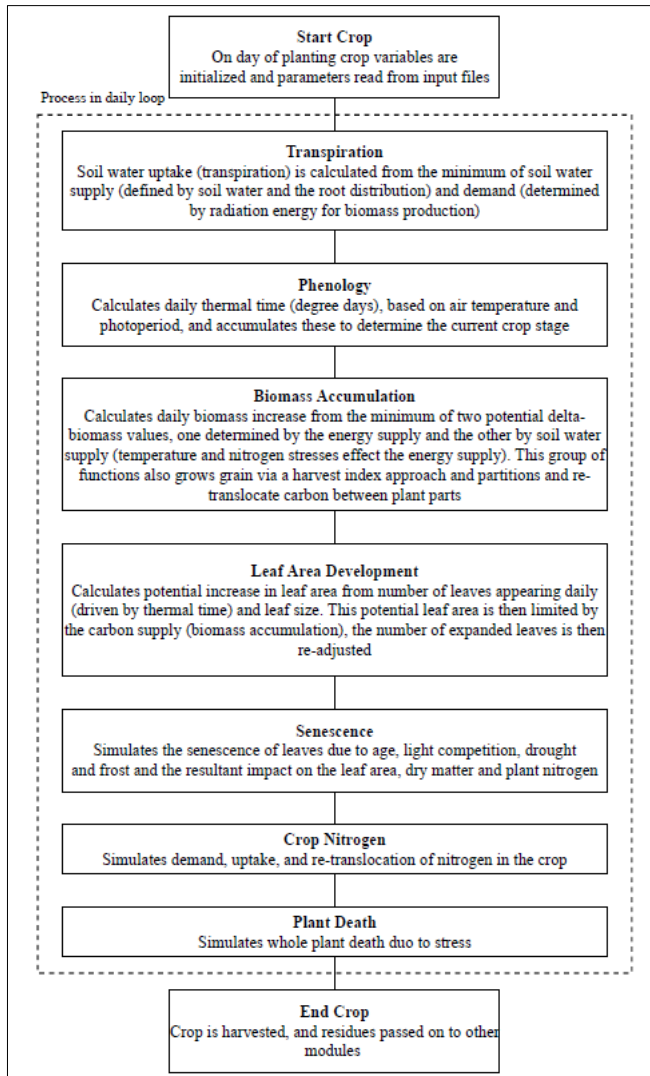 Start Crop
On day of planting crop variables are
initialized and parameters read from input files
Process in daily loop
Transpiration
Soil water uptake (transpiration) is calculated from the minimum of soil water
supply (defined by soil water and the root distribution) and demand (determined
by radiation energy for biomass production)
Phenology
Calculates daily thermal time (degree days), based on air temperature and
photoperiod, and accumulates these to determine the current crop stage
Biomass Accumulation
Calculates daily biomass increase from the minimum of two potential delta-
biomass values, one determined by the energy supply and the other by soil water
supply (temperature and nitrogen stresses effect the energy supply). This group of
functions also grows grain via a harvest index approach and partitions and re-
translocate carbon between plant parts
Leaf Area Development
Calculates potential increase in leaf area from number of leaves appearing daily
(driven by thermal time) and leaf size. This potential leaf area is then limited by
the carbon supply (biomass accumulation), the number of expanded leaves is then
re-adjusted
Senescence
Simulates the senescence of leaves due to age, light competition, drought
and frost and the resultant impact on the leaf area, dry matter and plant nitrogen
Crop Nitrogen
Simulates demand, uptake, and re-translocation of nitrogen in the crop
Plant Death
Simulates whole plant death duo to stress
End Crop
Crop is harvested, and residues passed on to other
modules